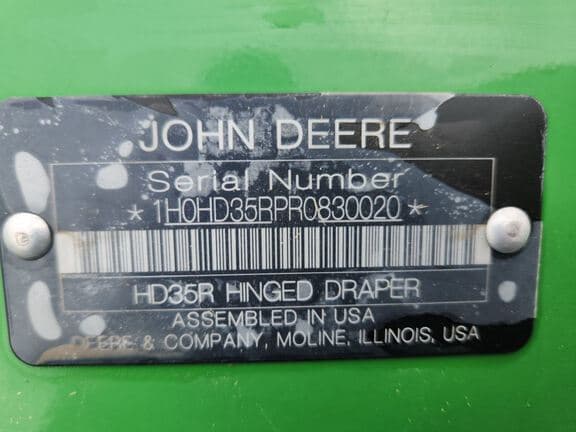 JOHN DEERE
Serial Number
*1H0HD35RPR0830020*
HD35R HINGED DRAPER
ASSEMBLED IN USA
DEERE & COMPANY, MOLINE, ILLINOIS, USA